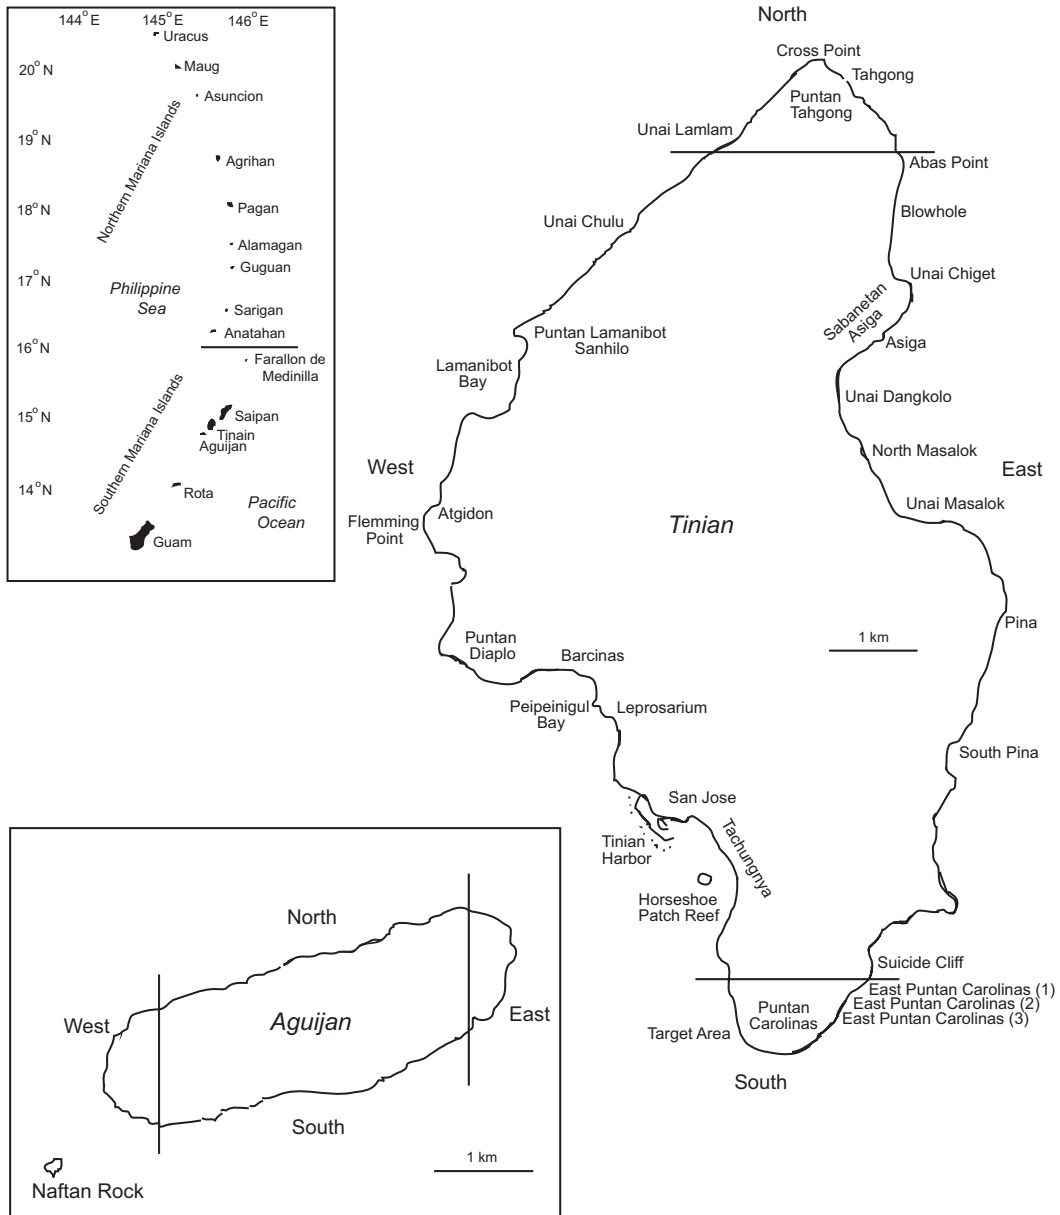 144°E 145°E 146°E
Uracus
20°N
Maug
Asuncion
19°N
Agrihan
Northern Mariana Islands
18°N
Pagan
Alamagan
Guguan
17°N
Philippine
Sea
Sarigan
Anatahan
16°N
Farallon de
Medinilla
Southern Mariana Islands
15°N
Saipan
Tinain
Aguijan
14°N
Rota
Pacific
Ocean
Guam
North
Cross Point
Tahgong
Puntan
Tahgong
Unai Lamlam
Abas Point
Blowhole
Unai Chulu
Unai Chiget
Sabanetan
Asiga
Puntan Lamanibot
Sanhilo
Asiga
Lamanibot
Bay
Unai Dangkolo
North Masalok
West
East
Unai Masalok
Atgidon
Flemming
Point
Tinian
Pina
1 km
Puntan
Diaplo
Barcinas
Peipeinigul
Bay
Leprosarium
South Pina
San Jose
Tinian
Harbor
Tachungnya
Horseshoe
Patch Reef
Suicide Cliff
East Puntan Carolinas (1)
East Puntan Carolinas (2)
East Puntan Carolinas (3)
Puntan
Carolinas
Target Area
South
North
West
Aguijan
East
South
1 km
Naftan Rock